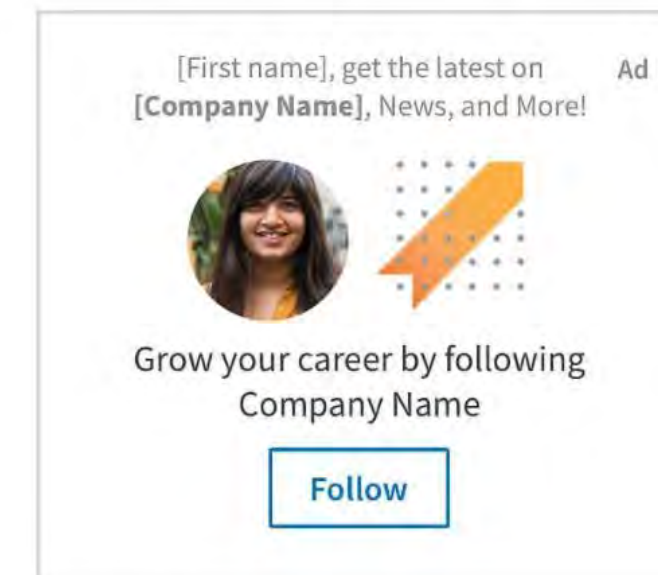 [First name], get the latest on
Ad
[Company Name], News, and More!
Grow your career by following
Company Name
Follow